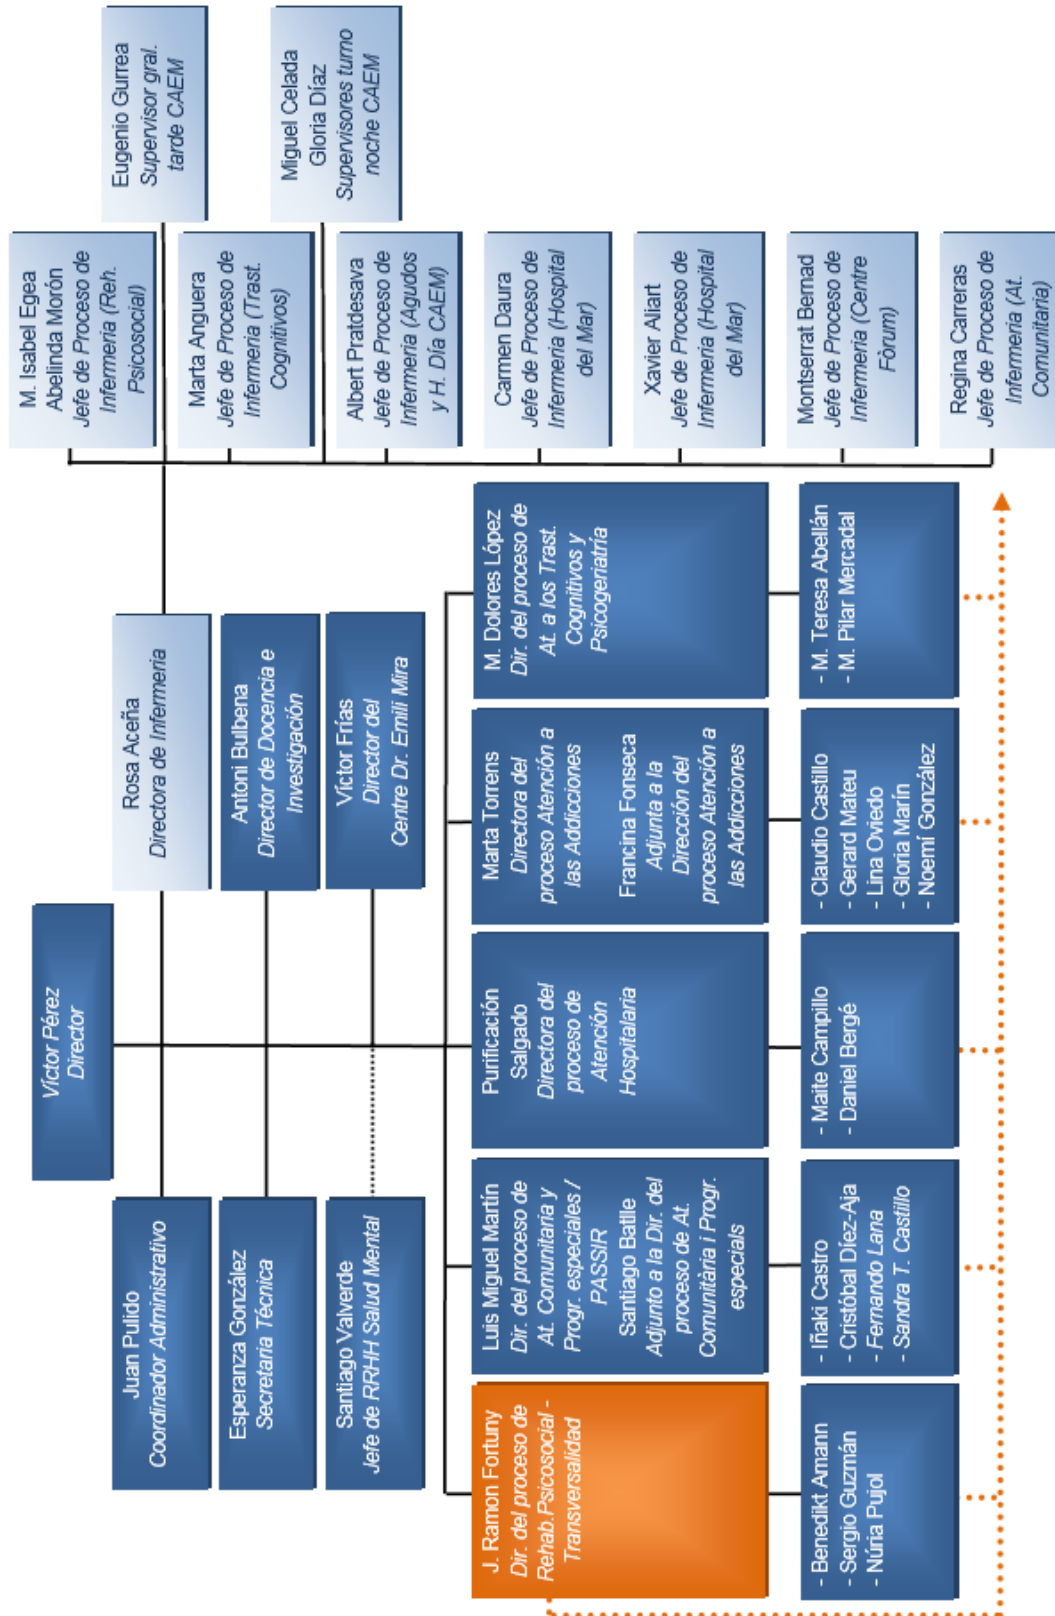 Víctor Pérez
Director
Juan Pulido
Coordinador Administrativo
Rosa Aceña
Directora de Infermeria
Esperanza González
Secretaria Técnica
Antoni Bulbena
Director de Docencia e
Investigación
Santiago Valverde
Jefe de RRHH Salud Mental
Víctor Frías
Director del
Centre Dr. Emili Mira
J. Ramon Fortuny
Dir. del proceso de
Rehab.Psicosocial -
Transversalidad
Luis Miguel Martín
Dir. del proceso de
At. Comunitaria y
Progr. especiales /
PASSIR
Santiago Batlle
Adjunto a la Dir. del
proceso de At.
Comunitària i Progr.
especials
Purificación
Salgado
Directora del
proceso de
Atención
Hospitalaria
Marta Torrens
Directora del
proceso Atención a
las Addicciones
Francina Fonseca
Adjunta a la
Dirección del
proceso Atención a
las Addicciones
M. Dolores López
Dir. del proceso de
At. a los Trast.
Cognitivos y
Psicogeriatría
- Benedikt Amann
- Sergio Guzmán
- Núria Pujol
- Iñaki Castro
- Cristóbal Díez-Aja
- Fernando Lana
- Sandra T. Castillo
- Maite Campillo
- Daniel Bergé
- Claudio Castillo
- Gerard Mateu
- Lina Oviedo
- Gloria Marín
- Noemí González
- M. Teresa Abellán
- M. Pilar Mercadal
M. Isabel Egea
Abelinda Morón
Jefe de Proceso de
Infermeria (Reh.
Psicosocial)
Eugenio Gurrea
Supervisor gral.
tarde CAEM
Marta Anguera
Jefe de Proceso de
Infermeria (Trast.
Cognitivos)
Miguel Celada
Gloria Díaz
Supervisores turno
noche CAEM
Albert Pratdesava
Jefe de Proceso de
Infermeria (Agudos
y H. Día CAEM)
Carmen Daura
Jefe de Proceso de
Infermeria (Hospital
del Mar)
Xavier Aliart
Jefe de Proceso de
Infermeria (Hospital
del Mar)
Montserrat Bernad
Jefe de Proceso de
Infermeria (Centre
Fòrum)
Regina Carreras
Jefe de Proceso de
Infermeria (At.
Comunitaria)